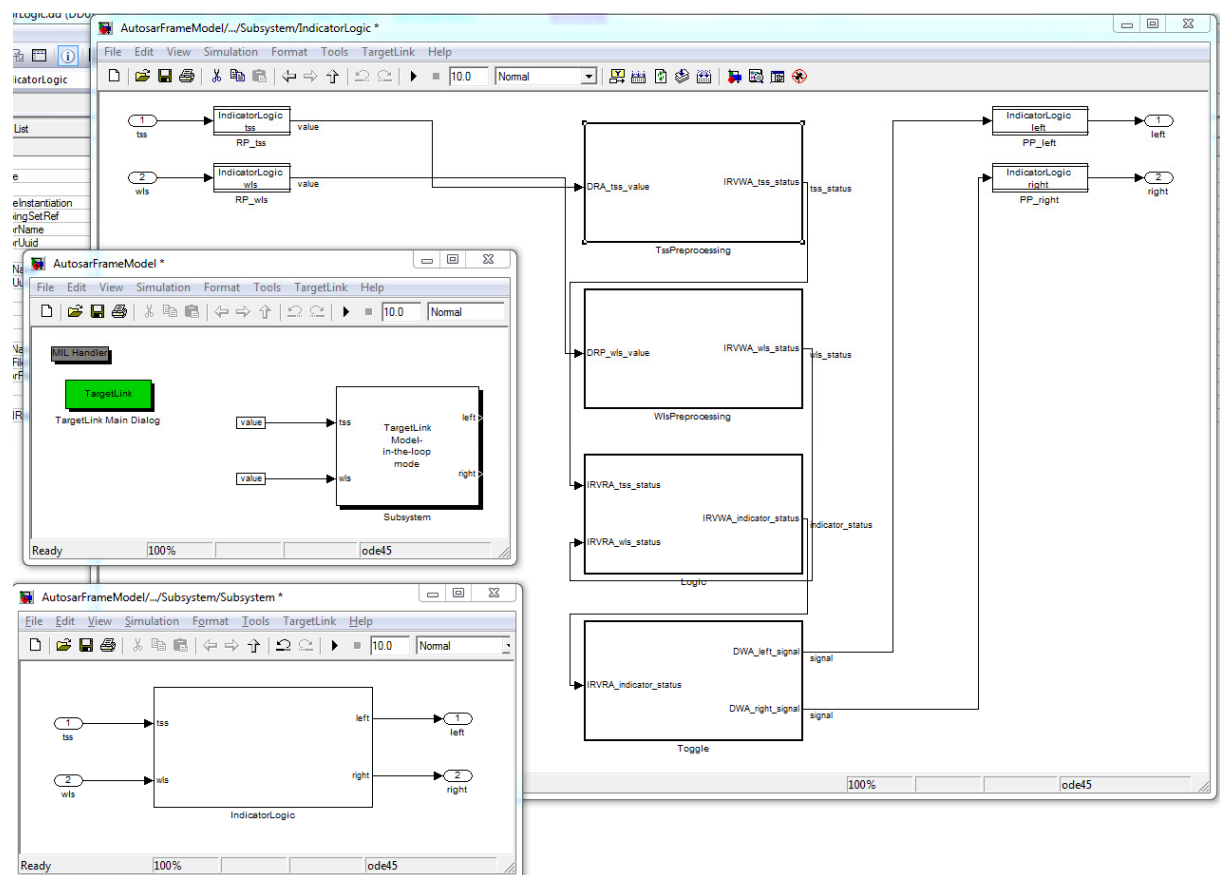 orLogic.dd (DD0)
icatorLogic
List
e
eInstantiation
pingSetRef
orName
orUuid
AutosarFrameModel/.../Subsystem/IndicatorLogic *
File Edit View Simulation Format Tools TargetLink Help
10.0 Normal
1
tss
IndicatorLogic
tss
RP_tss
value
2
wls
IndicatorLogic
wls
RP_wls
value
DRA_tss_value
IRVWA_tss_status
tss_status
TssPreprocessing
DRP_wls_value
IRVWA_wls_status
wls_status
WlsPreprocessing
IRVRA_tss_status
IRVWA_indicator_status
indicator_status
IRVRA_wls_status
Logic
DWA_left_signal
signal
IRVRA_indicator_status
DWA_right_signal
signal
Toggle
IndicatorLogic
left
PP_left
1
left
IndicatorLogic
right
PP_right
2
right
100% ode45
AutosarFrameModel *
File Edit View Simulation Format Tools TargetLink Help
10.0 Normal
MIL Handler
TargetLink
TargetLink Main Dialog
value
value
tss
wls
TargetLink
Model-
in-the-loop
mode
left
right
Subsystem
Ready 100% ode45
AutosarFrameModel/.../Subsystem/Subsystem *
File Edit View Simulation Format Tools TargetLink Help
10.0 Normal
1
tss
2
wls
tss
wls
left
right
IndicatorLogic
1
left
2
right
Ready 100% ode45